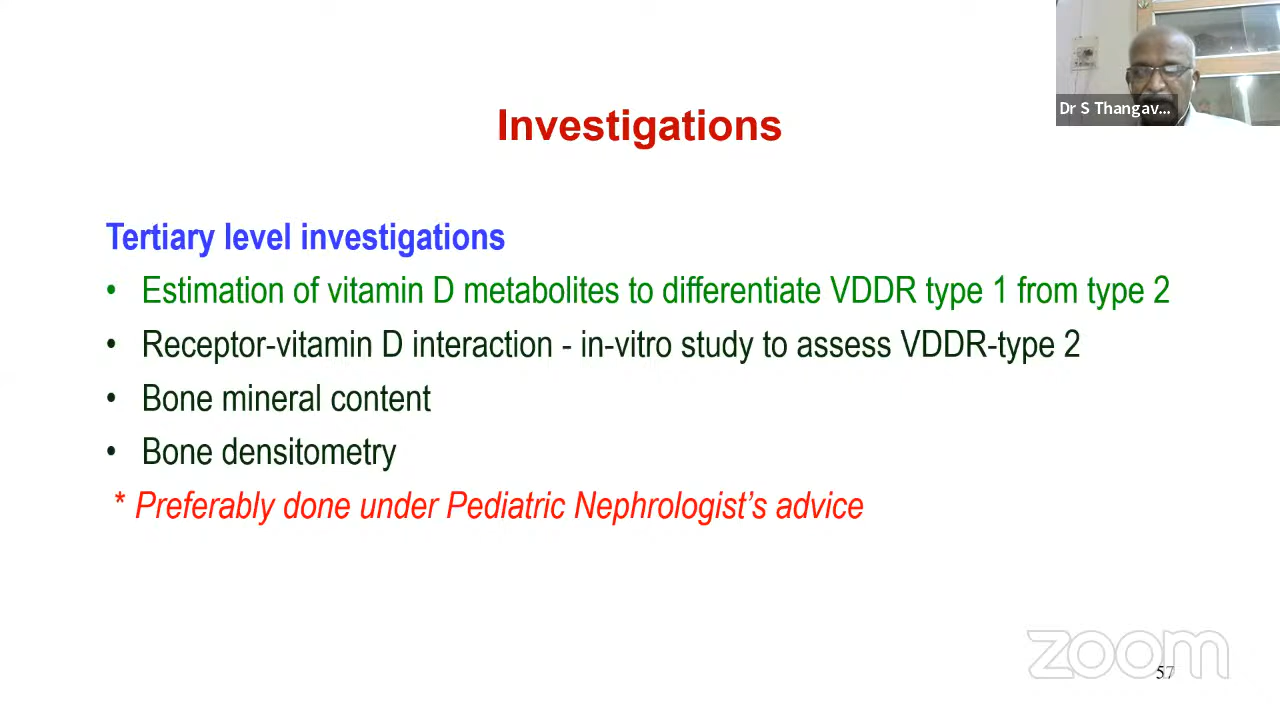 Dr S Thangav...
Investigations
Tertiary level investigations
• Estimation of vitamin D metabolites to differentiate VDDR type 1 from type 2
• Receptor-vitamin D interaction - in-vitro study to assess VDDR-type 2
• Bone mineral content
• Bone densitometry
* Preferably done under Pediatric Nephrologist's advice
zoom
57